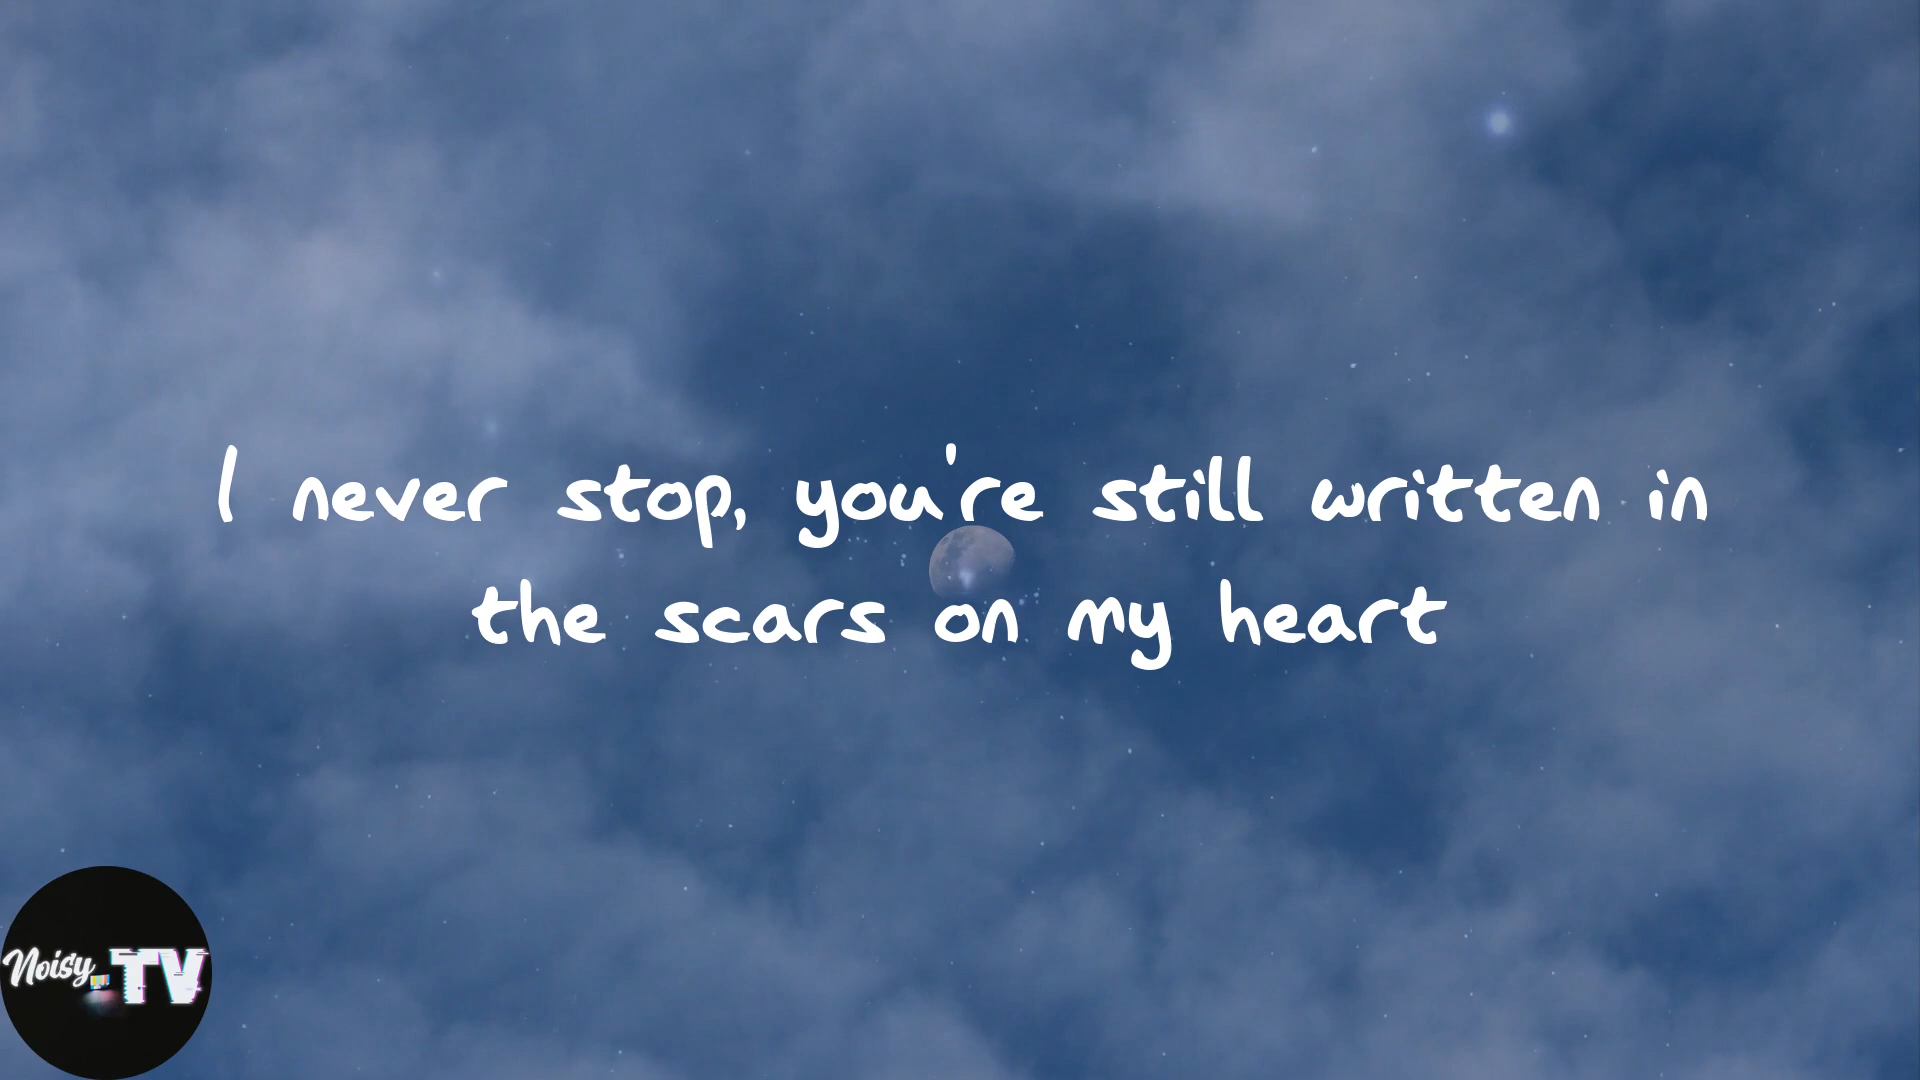 I never stop, you're still written in
the scars on my heart
Noisy TV